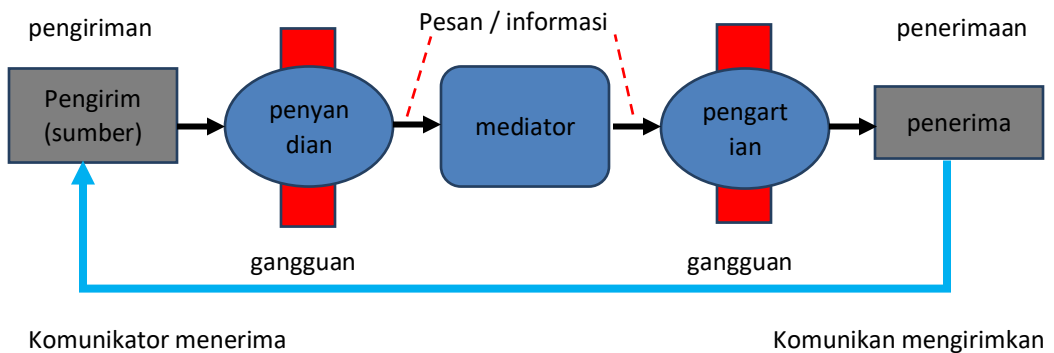 pengiriman
Pesan / informasi
penerimaan
Pengirim
(sumber)
penyan
dian
mediator
pengart
ian
penerima
gangguan
gangguan
Komunikator menerima
Komunikan mengirimkan